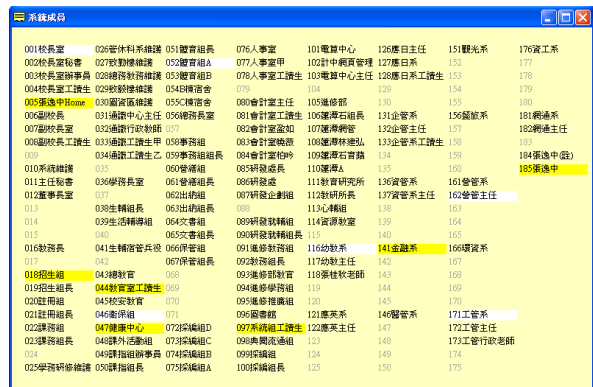 系統成員
001校長室 026管休科系維護 051體育組長 076人事室 101電算中心 126應日主任 151觀光系 176資工系
002校長室秘書 027致勤樓維護 052體育組A 077人事室甲 102計中網頁管理 127應日系 152 177
003校長室辦事員 028總務教務維護 053體育組B 078人事室工讀生 103電算中心主任 128應日系工讀生 153 178
004校長室工讀生 029致勤樓維護 054B棟宿舍 079 104 129 154 179
005張逸中Home 030圖資區維護 055C棟宿舍 080會計室主任 105進修部 130 155 180
006副校長 031通識中心主任 056總務長室 081會計室工讀生 106蓮潭石組長 131企管系 156餐旅系 181網通系
007副校長室 032通識行政教師 057 082會計室盈如 107蓮潭網管 132企管主任 157 182網通主任
008副校長工讀生 033通識工讀生甲 058事務組 083會計室曉薇 108蓮潭林建弘 133企管系工讀生 158 183
009 034通識工讀生乙 059事務組組長 084會計室柏吟 109蓮潭石育菁 134 159 184張逸中(銓)
010系統維護 035 060營繕組 085研發處長 110蓮潭A 135 160 185張逸中
011主任秘書 036學務長室 061營繕組長 086研發處 111教育研究所 136資管系 161營管系
012董事長室 037 062出納組 087研發企劃組 112教研所長 137資管系主任 162營管主任
013 038生輔組長 063出納組長 088 113心輔組 138 163
014 039生活輔導組 064文書組 089研發就輔組 114資源教室 139 164
015 040 065文書組長 090研發就輔組長 115 140 165
016教務長 041生輔宿管兵役 066保管組 091進修教務組 116幼教系 141金融系 166環資系
017 042 067保管組長 092教務組長 117幼教主任 142 167
018招生組 043總教官 068 093進修部教官 118張桂秋老師 143 168
019招生組長 044教官室工讀生 069 094進修學務組 119 144 169
020註冊組 045校安教官 070 095進修推廣組 120 145 170
021註冊組長 046衛保組 071 096圖書館 121應英系 146醫管系 171工管系
022課務組 047健康中心 072採編組D 097系統組工讀生 122應英主任 147 172工管主任
023課務組長 048課外活動組 073採編組C 098典閱流通組 123 148 173工管行政老師
024 049課指組辦事員 074採編組B 099採編組 124 149 174
025學務研修維護 050課指組長 075採編組A 100採編組長 125 150 175